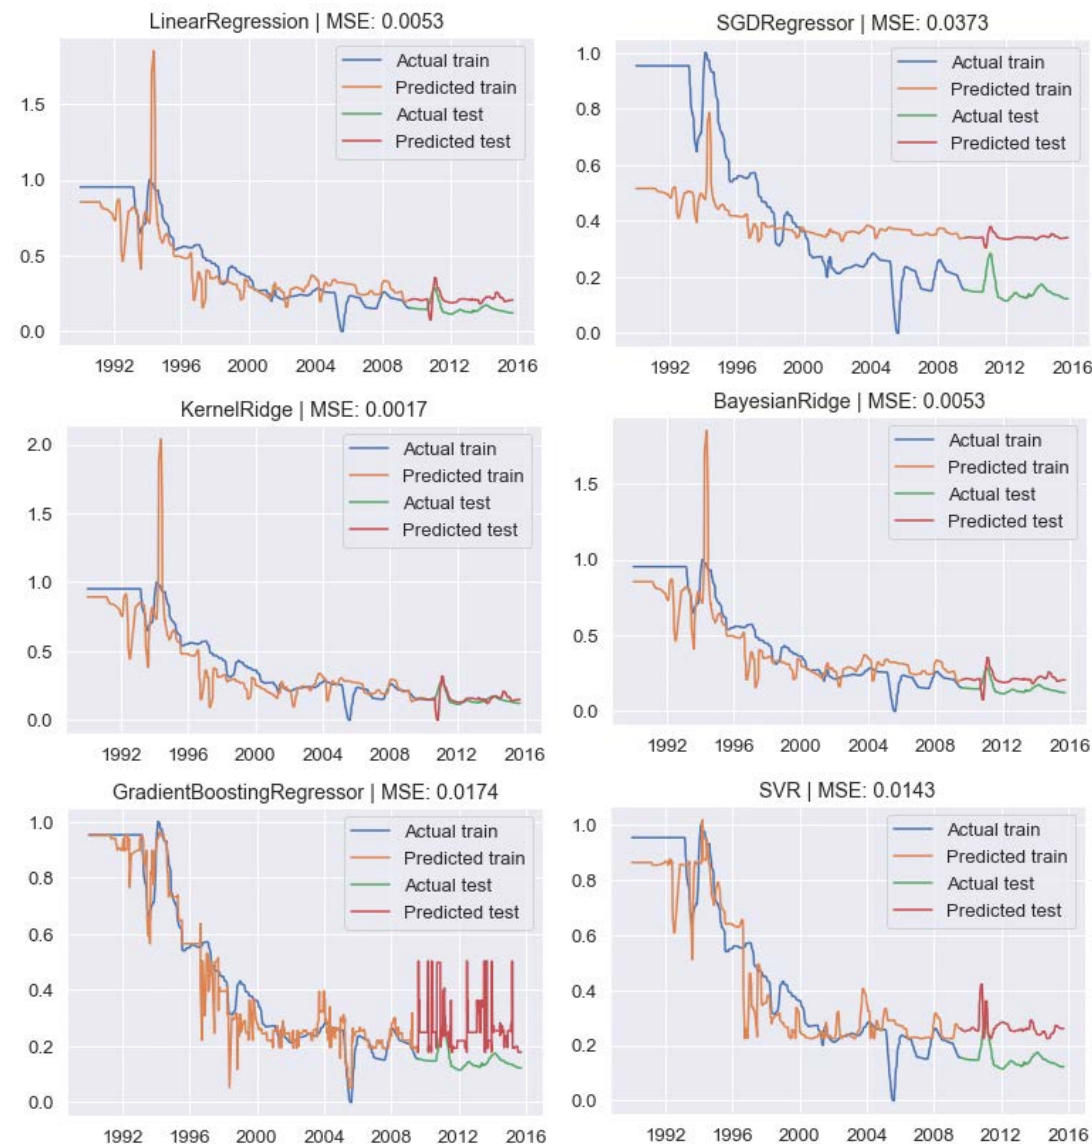 LinearRegression | MSE: 0.0053
Actual train
Predicted train
Actual test
Predicted test
1.5
1.0
0.5
0.0
1992 1996 2000 2004 2008 2012 2016
SGDRegressor | MSE: 0.0373
Actual train
Predicted train
Actual test
Predicted test
1.0
0.8
0.6
0.4
0.2
0.0
1992 1996 2000 2004 2008 2012 2016
KernelRidge | MSE: 0.0017
Actual train
Predicted train
Actual test
Predicted test
2.0
1.5
1.0
0.5
0.0
1992 1996 2000 2004 2008 2012 2016
BayesianRidge | MSE: 0.0053
Actual train
Predicted train
Actual test
Predicted test
1.5
1.0
0.5
0.0
1992 1996 2000 2004 2008 2012 2016
GradientBoostingRegressor | MSE: 0.0174
Actual train
Predicted train
Actual test
Predicted test
1.0
0.8
0.6
0.4
0.2
0.0
1992 1996 2000 2004 2008 2012 2016
SVR | MSE: 0.0143
Actual train
Predicted train
Actual test
Predicted test
1.0
0.8
0.6
0.4
0.2
0.0
1992 1996 2000 2004 2008 2012 2016